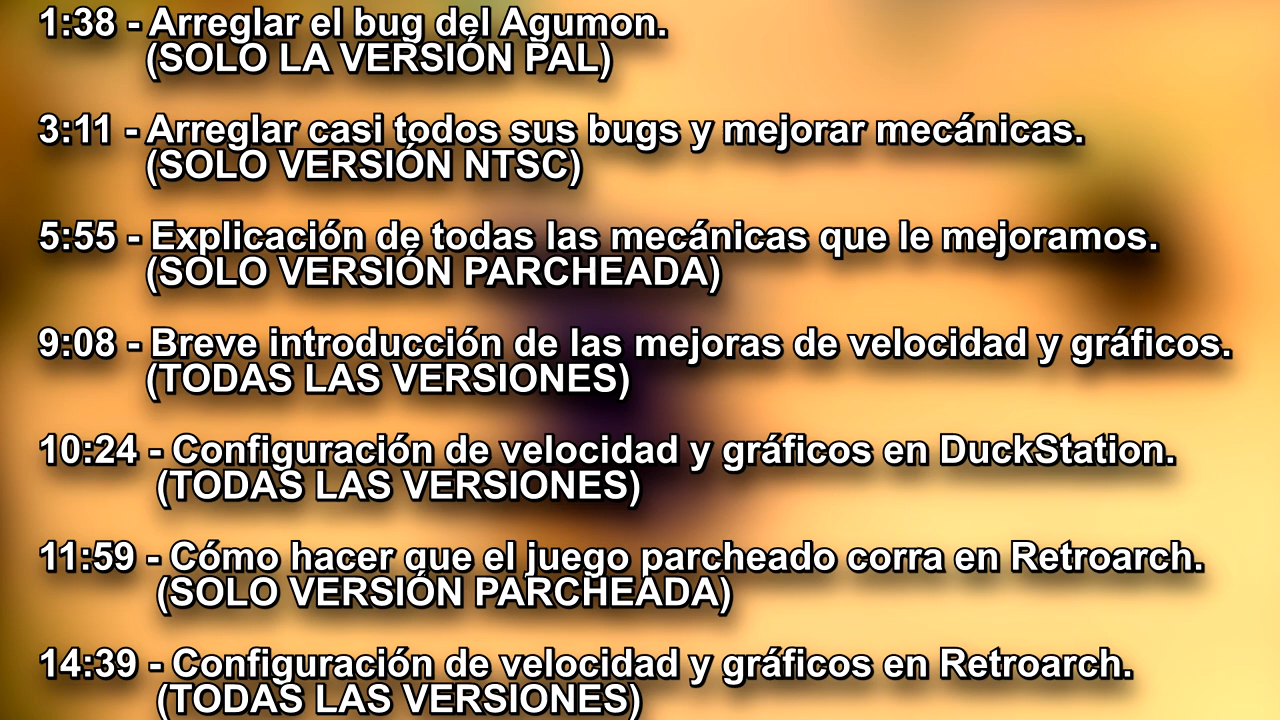 1:38 - Arreglar el bug del Agumon.
(SOLO LA VERSIÓN PAL)
3:11 - Arreglar casi todos sus bugs y mejorar mecánicas.
(SOLO VERSIÓN NTSC)
5:55 - Explicación de todas las mecánicas que le mejoramos.
(SOLO VERSIÓN PARCHEADA)
9:08 - Breve introducción de las mejoras de velocidad y gráficos.
(TODAS LAS VERSIONES)
10:24 - Configuración de velocidad y gráficos en DuckStation.
(TODAS LAS VERSIONES)
11:59 - Cómo hacer que el juego parcheado corra en Retroarch.
(SOLO VERSIÓN PARCHEADA)
14:39 - Configuración de velocidad y gráficos en Retroarch.
(TODAS LAS VERSIONES)